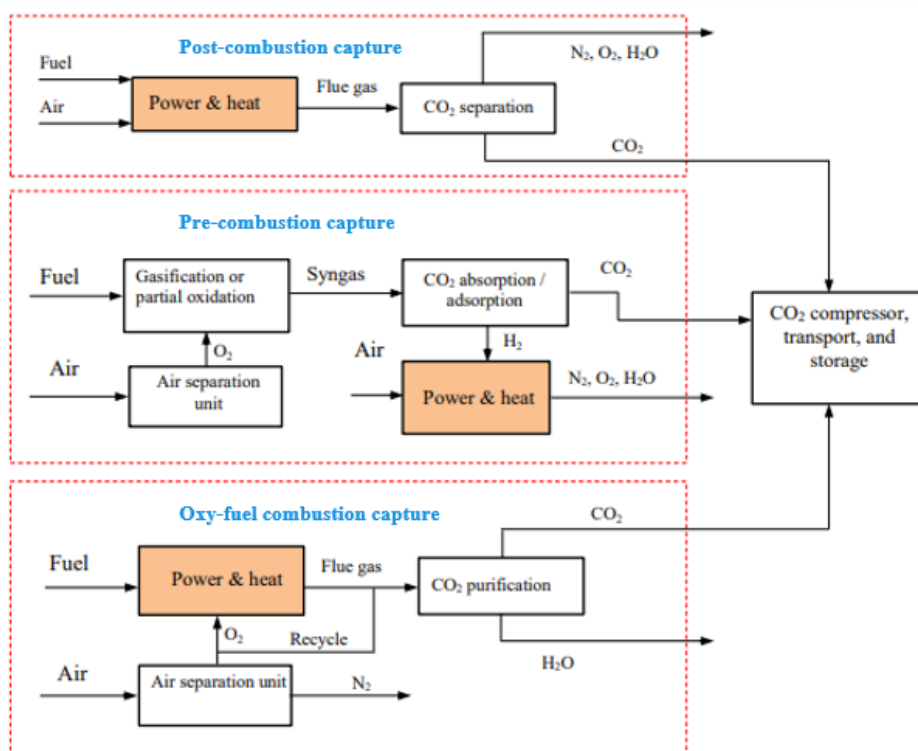 Post-combustion capture
N₂, O₂, H₂O
Fuel
Flue gas
Power & heat
Air
CO₂ separation
CO₂
Pre-combustion capture
Fuel
Gasification or
partial oxidation
Syngas
CO₂ absorption /
adsorption
CO₂
CO₂ compressor,
transport, and
storage
O₂
H₂
Air
Air
Air separation
unit
Power & heat
N₂, O₂, H₂O
Oxy-fuel combustion capture
CO₂
Fuel
Power & heat
Flue gas
CO₂ purification
O₂
Recycle
H₂O
Air
Air separation unit
N₂